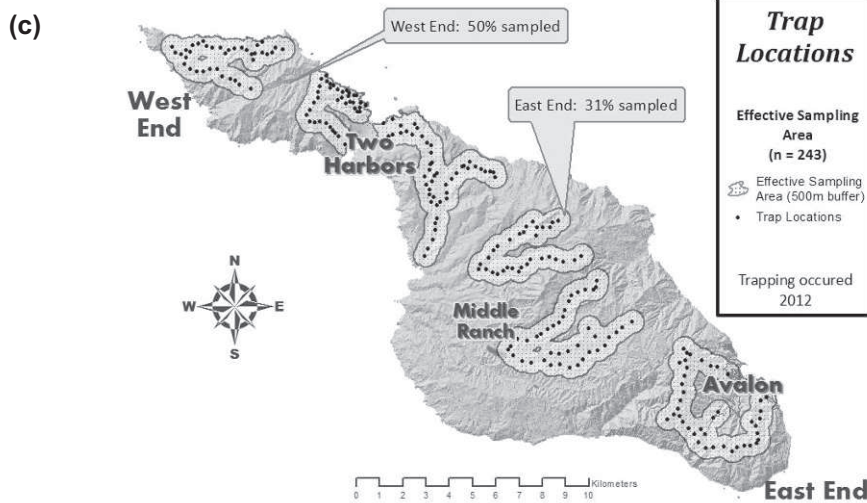 (c)
West End: 50% sampled
West
End
East End: 31% sampled
Two
Harbors
N
W
E
S
Middle
Ranch
Avalon
East End
0 1 2 3 4 5 6 7 8 9 10
Kilometers
Trap
Locations
Effective Sampling
Area
(n = 243)
Effective Sampling
Area (500m buffer)
Trap Locations
Trapping occured
2012